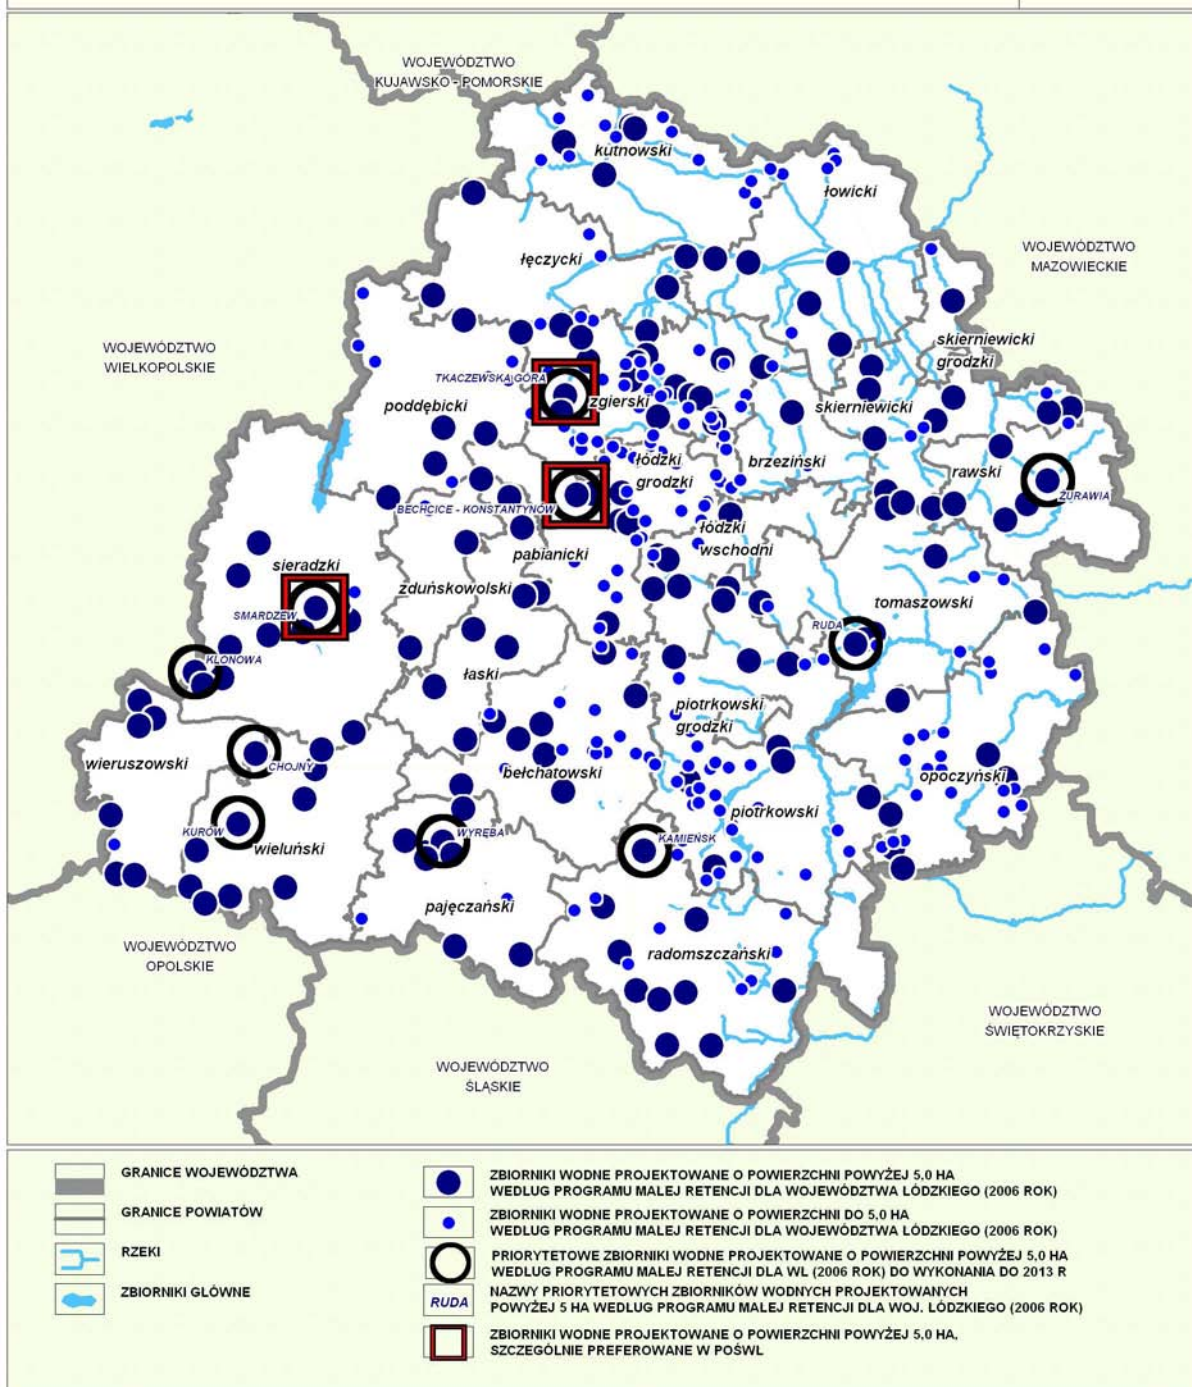 WOJEWÓDZTWO
KUJAWSKO - POMORSKIE
kutnowski
łowicki
WOJEWÓDZTWO
MAZOWIECKIE
łęczycki
WOJEWÓDZTWO
WIELKOPOLSKIE
skierniewicki
grodzki
TKACZEWSKA GÓRA
poddębicki
zgierski
skierniewicki
łódzki
grodzki
brzeziński
rawski
ŻURAWIA
BECHCICE - KONSTANTYNÓW
łódzki
wschodni
pabianicki
sieradzki
zduńskowolski
tomaszowski
SMARDZEW
RUDA
KLONOWA
łaski
piotrkowski
grodzki
wieruszowski
CHOJNY
bełchatowski
opoczyński
piotrkowski
KURÓW
wieluński
WYRĘBA
KAMIEŃSK
pajęczański
WOJEWÓDZTWO
OPOLSKIE
radomszczański
WOJEWÓDZTWO
ŚWIĘTOKRZYSKIE
WOJEWÓDZTWO
ŚLĄSKIE
GRANICE WOJEWÓDZTWA
GRANICE POWIATÓW
RZEKI
ZBIORNIKI GŁÓWNE
ZBIORNIKI WODNE PROJEKTOWANE O POWIERZCHNI POWYŻEJ 5,0 HA
WEDŁUG PROGRAMU MAŁEJ RETENCJI DLA WOJEWÓDZTWA ŁÓDZKIEGO (2006 ROK)
ZBIORNIKI WODNE PROJEKTOWANE O POWIERZCHNI DO 5,0 HA
WEDŁUG PROGRAMU MAŁEJ RETENCJI DLA WOJEWÓDZTWA ŁÓDZKIEGO (2006 ROK)
PRIORYTETOWE ZBIORNIKI WODNE PROJEKTOWANE O POWIERZCHNI POWYŻEJ 5,0 HA
WEDŁUG PROGRAMU MAŁEJ RETENCJI DLA WŁ (2006 ROK) DO WYKONANIA DO 2013 R
RUDA
NAZWY PRIORYTETOWYCH ZBIORNIKÓW WODNYCH PROJEKTOWANYCH
POWYŻEJ 5 HA WEDŁUG PROGRAMU MAŁEJ RETENCJI DLA WOJ. ŁÓDZKIEGO (2006 ROK)
ZBIORNIKI WODNE PROJEKTOWANE O POWIERZCHNI POWYŻEJ 5,0 HA,
SZCZEGÓLNIE PREFEROWANE W POŚWŁ